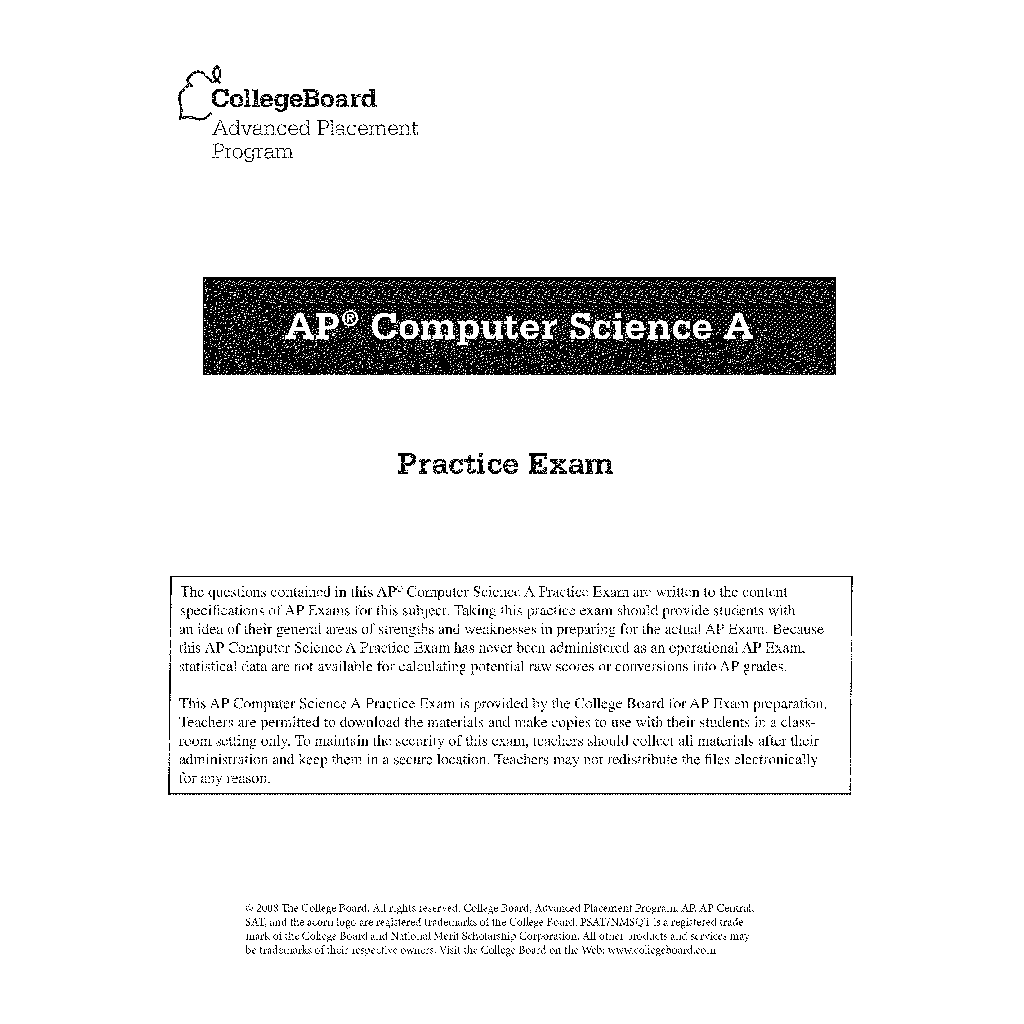 CollegeBoard
Advanced Placement
Program
AP® Computer Science A
Practice Exam
The questions contained in this AP® Computer Science A Practice Exam are written to the content
specifications of AP Exams for this subject. Taking this practice exam should provide students with
an idea of their general areas of strengths and weaknesses in preparing for the actual AP Exam. Because
this AP Computer Science A Practice Exam has never been administered as an operational AP Exam,
statistical data are not available for calculating potential raw scores or conversions into AP grades.
This AP Computer Science A Practice Exam is provided by the College Board for AP Exam preparation.
Teachers are permitted to download the materials and make copies to use with their students in a class-
room setting only. To maintain the security of this exam, teachers should collect all materials after their
administration and keep them in a secure location. Teachers may not redistribute the files electronically
for any reason.
© 2008 The College Board. All rights reserved. College Board, Advanced Placement Program, AP, AP Central,
SAT, and the acorn logo are registered trademarks of the College Board. PSAT/NMSQT is a registered trade-
mark of the College Board and National Merit Scholarship Corporation. All other products and services may
be trademarks of their respective owners. Visit the College Board on the Web: www.collegeboard.com